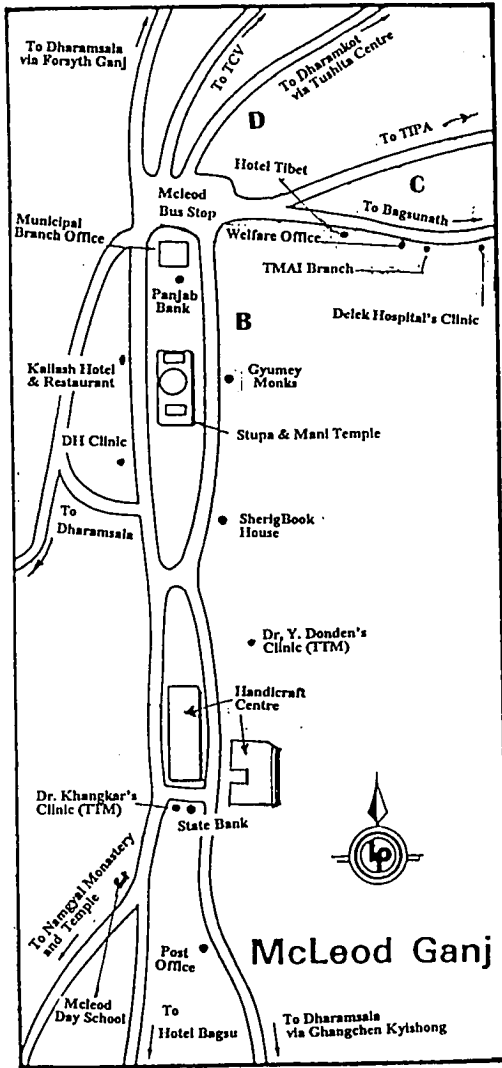 To Dharamsala
via Forsyth Ganj
To TCV
To Dharamkot
via Tushita Centre
D
To TIPA
Hotel Tibet
C
Mcleod
Bus Stop
To Bagsunath
Municipal
Branch Office
Welfare Office
TMAI Branch
Panjab
Bank
B
Delek Hospital's Clinic
Kailash Hotel
& Restaurant
Gyumey
Monks
Stupa & Mani Temple
DH Clinic
To
Dharamsala
SherigBook
House
Dr. Y. Donden's
Clinic (TTM)
Handicraft
Centre
Dr. Khangkar's
Clinic (TTM)
State Bank
To Namgyal Monastery
and Temple
Post
Office
McLeod Ganj
Mcleod
Day School
To
Hotel Bagsu
To Dharamsala
via Ghangchen Kyishong